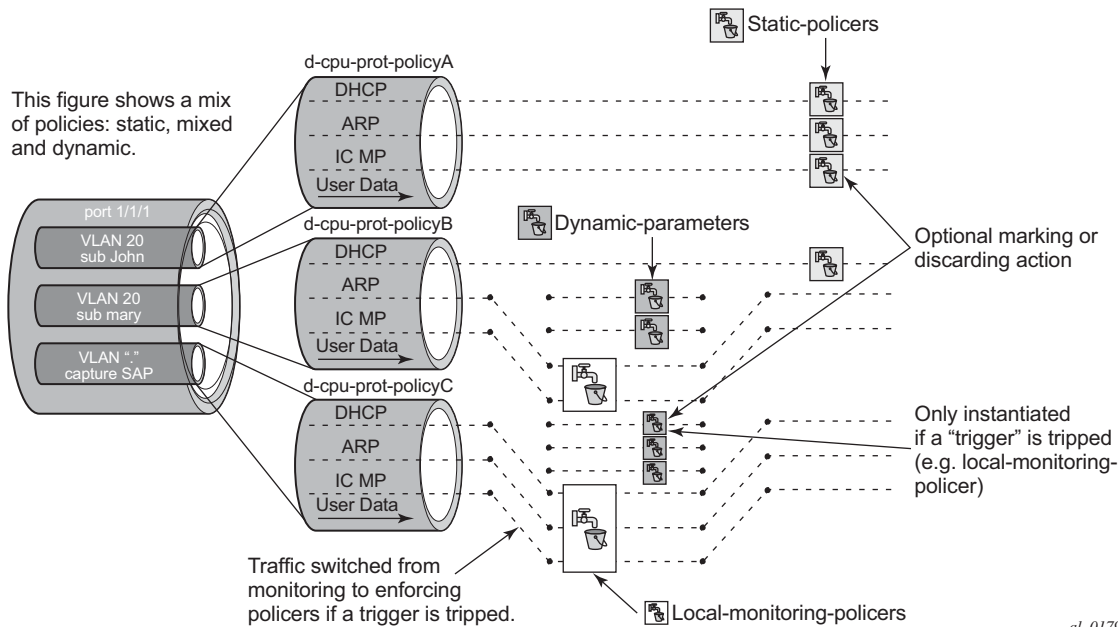 Static-policers
d-cpu-prot-policyA
This figure shows a mix
of policies: static, mixed
and dynamic.
DHCP
ARP
IC MP
User Data
port 1/1/1
VLAN 20
sub John
VLAN 20
sub mary
VLAN “.”
capture SAP
d-cpu-prot-policyB
DHCP
ARP
IC MP
User Data
Dynamic-parameters
Optional marking or
discarding action
d-cpu-prot-policyC
DHCP
ARP
IC MP
User Data
Only instantiated
if a “trigger” is tripped
(e.g. local-monitoring-
policer)
Traffic switched from
monitoring to enforcing
policers if a trigger is tripped.
Local-monitoring-policers